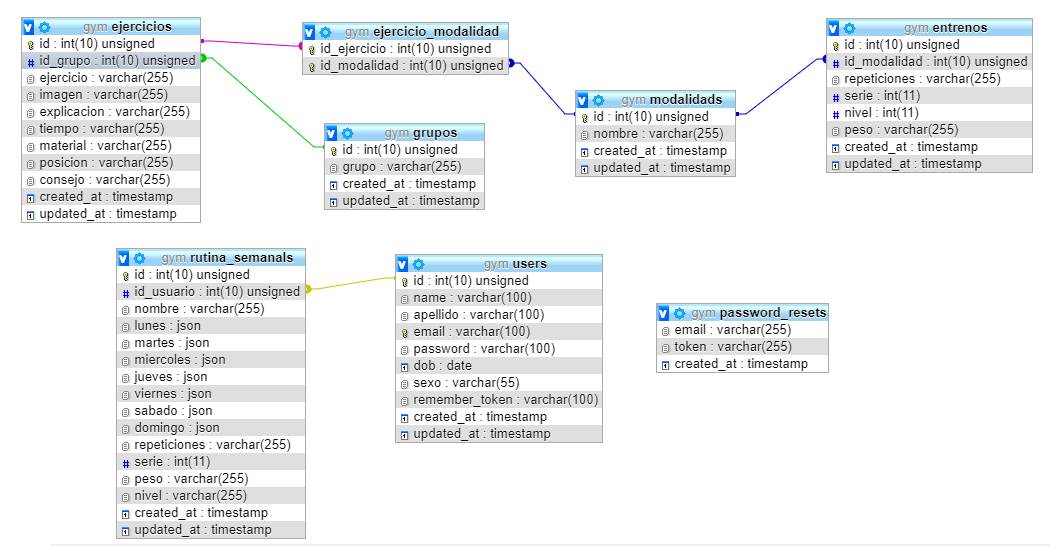 gym ejercicios
id : int(10) unsigned
id_grupo : int(10) unsigned
ejercicio : varchar(255)
imagen : varchar(255)
explicacion : varchar(255)
tiempo : varchar(255)
material : varchar(255)
posicion : varchar(255)
consejo : varchar(255)
created_at : timestamp
updated_at : timestamp
gym ejercicio_modalidad
id_ejercicio : int(10) unsigned
id_modalidad : int(10) unsigned
gym grupos
id : int(10) unsigned
grupo : varchar(255)
created_at : timestamp
updated_at : timestamp
gym modalidads
id : int(10) unsigned
nombre : varchar(255)
created_at : timestamp
updated_at : timestamp
gym entrenos
id : int(10) unsigned
id_modalidad : int(10) unsigned
repeticiones : varchar(255)
serie : int(11)
nivel : int(11)
peso : varchar(255)
created_at : timestamp
updated_at : timestamp
gym rutina_semanals
id : int(10) unsigned
id_usuario : int(10) unsigned
nombre : varchar(255)
lunes : json
martes : json
miercoles : json
jueves : json
viernes : json
sabado : json
domingo : json
repeticiones : varchar(255)
serie : int(11)
peso : varchar(255)
nivel : varchar(255)
created_at : timestamp
updated_at : timestamp
gym users
id : int(10) unsigned
name : varchar(100)
apellido : varchar(100)
email : varchar(100)
password : varchar(100)
dob : date
sexo : varchar(55)
remember_token : varchar(100)
created_at : timestamp
updated_at : timestamp
gym password_resets
email : varchar(255)
token : varchar(255)
created_at : timestamp